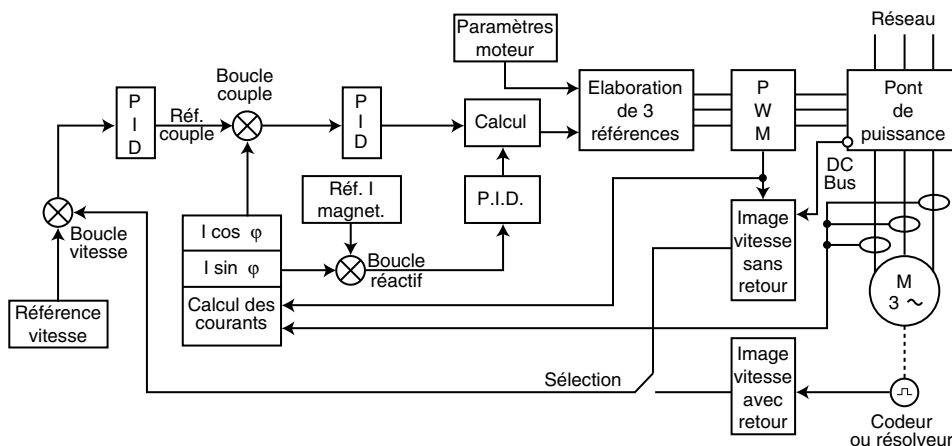 Réseau
Paramètres
moteur
Boucle
couple
P
I
D
Réf.
couple
P
I
D
Calcul
Elaboration
de 3
références
P
W
M
Pont
de
puissance
DC
Bus
Réf. I
magnet.
P.I.D.
Boucle
vitesse
I cos φ
I sin φ
Calcul des
courants
Boucle
réactif
Image
vitesse
sans
retour
M
3 ~
Référence
vitesse
Sélection
Image
vitesse
avec
retour
Codeur
ou résolveur